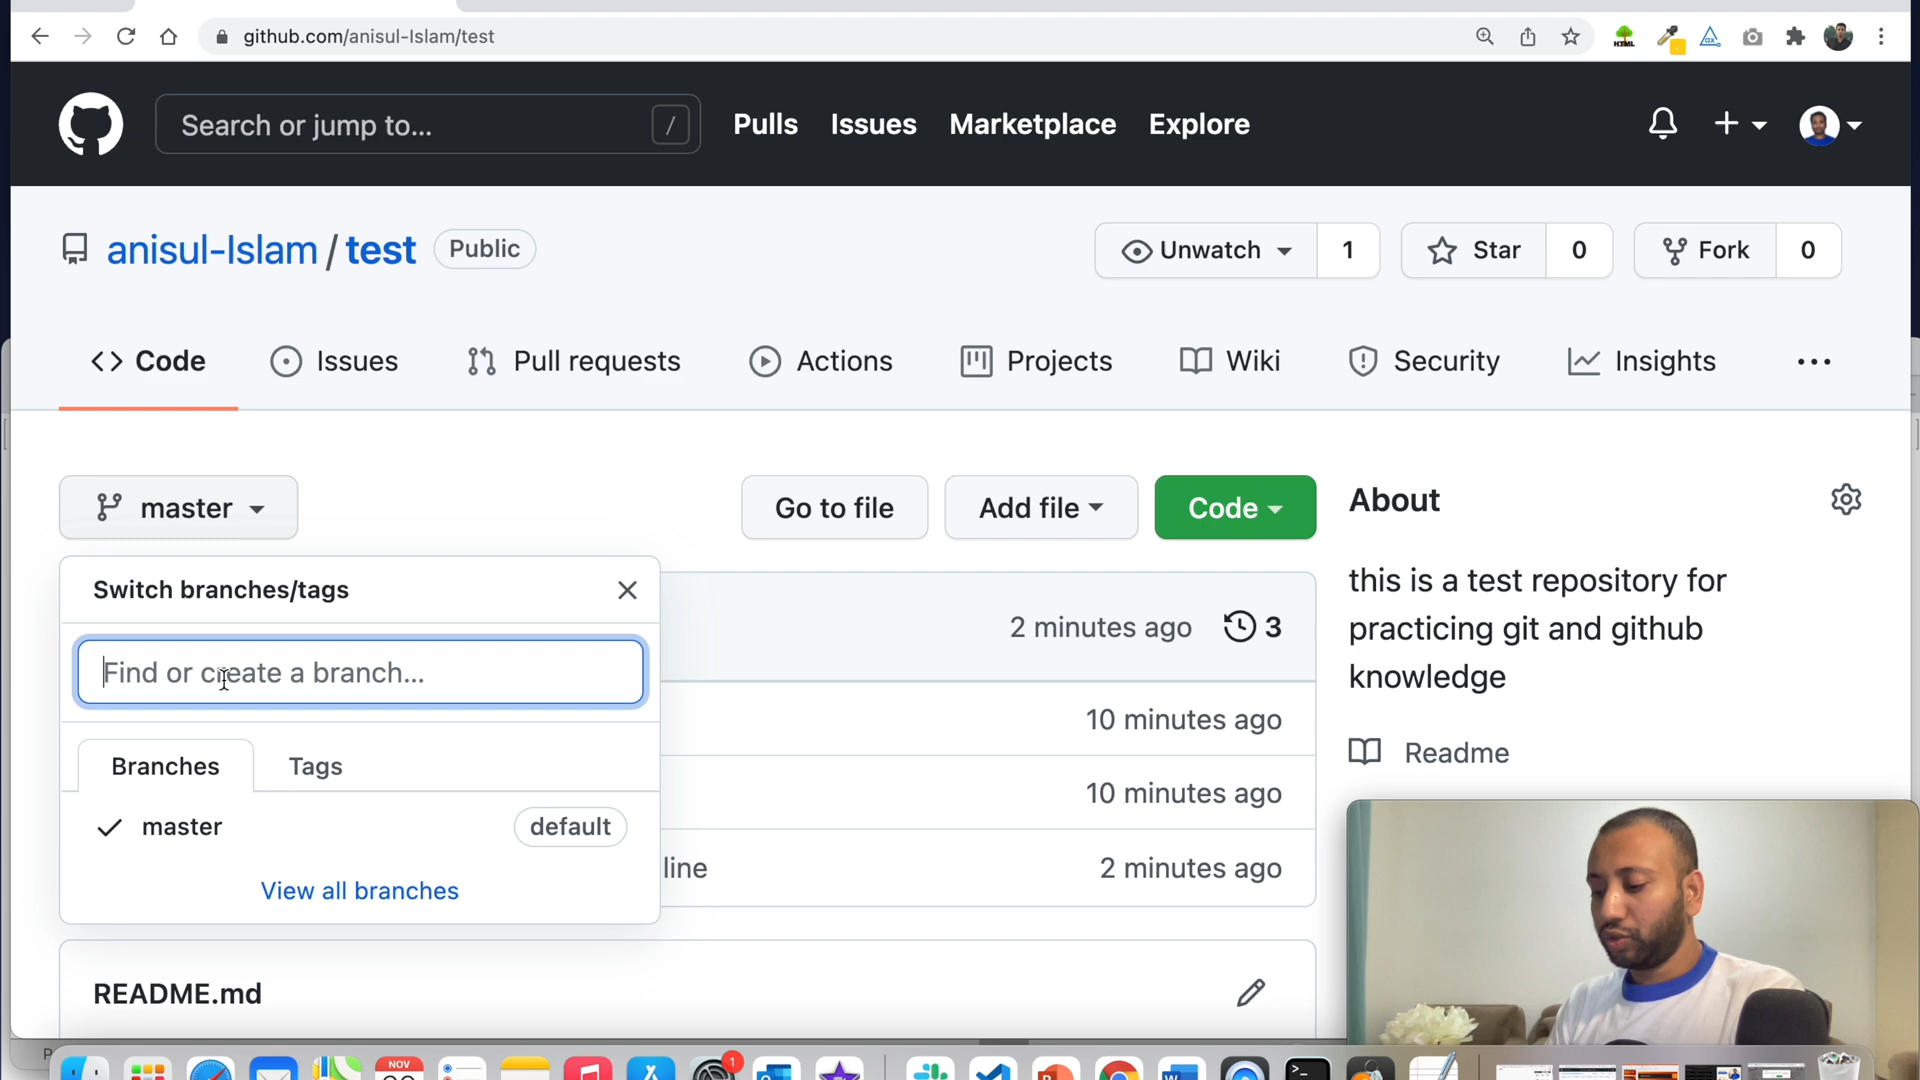 github.com/anisul-Islam/test
Search or jump to... /
Pulls Issues Marketplace Explore
anisul-Islam / test Public
Unwatch 1 Star 0 Fork 0
Code Issues Pull requests Actions Projects Wiki Security Insights
master Go to file Add file Code About
Switch branches/tags
this is a test repository for
practicing git and github
knowledge
2 minutes ago 3
Find or create a branch...
10 minutes ago
Readme
Branches Tags
10 minutes ago
master default
line 2 minutes ago
View all branches
README.md
NOV
1